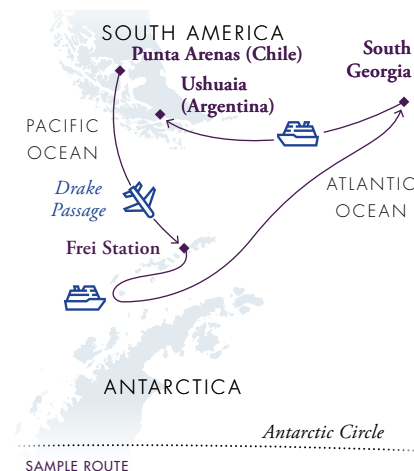 SOUTH AMERICA
Punta Arenas (Chile)
South
Georgia
Ushuaia
(Argentina)
PACIFIC
OCEAN
Drake
Passage
ATLANTIC
OCEAN
Frei Station
ANTARCTICA
Antarctic Circle
SAMPLE ROUTE